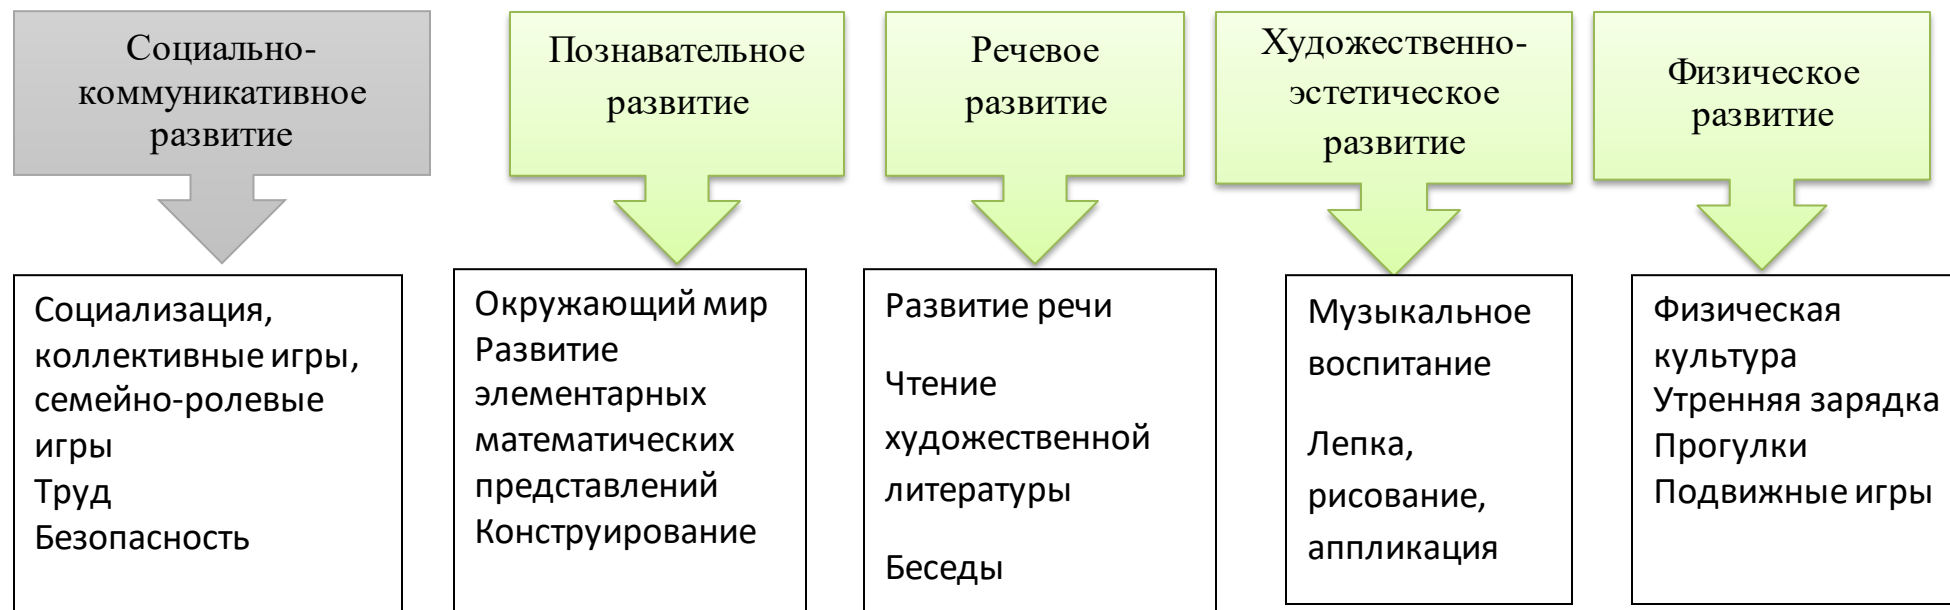 Социально-
коммуникативное
развитие
Познавательное
развитие
Речевое
развитие
Художественно-
эстетическое
развитие
Физическое
развитие
Социализация,
коллективные игры,
семейно-ролевые
игры
Труд
Безопасность
Окружающий мир
Развитие
элементарных
математических
представлений
Конструирование
Развитие речи
Чтение
художественной
литературы
Беседы
Музыкальное
воспитание
Лепка,
рисование,
аппликация
Физическая
культура
Утренняя зарядка
Прогулки
Подвижные игры